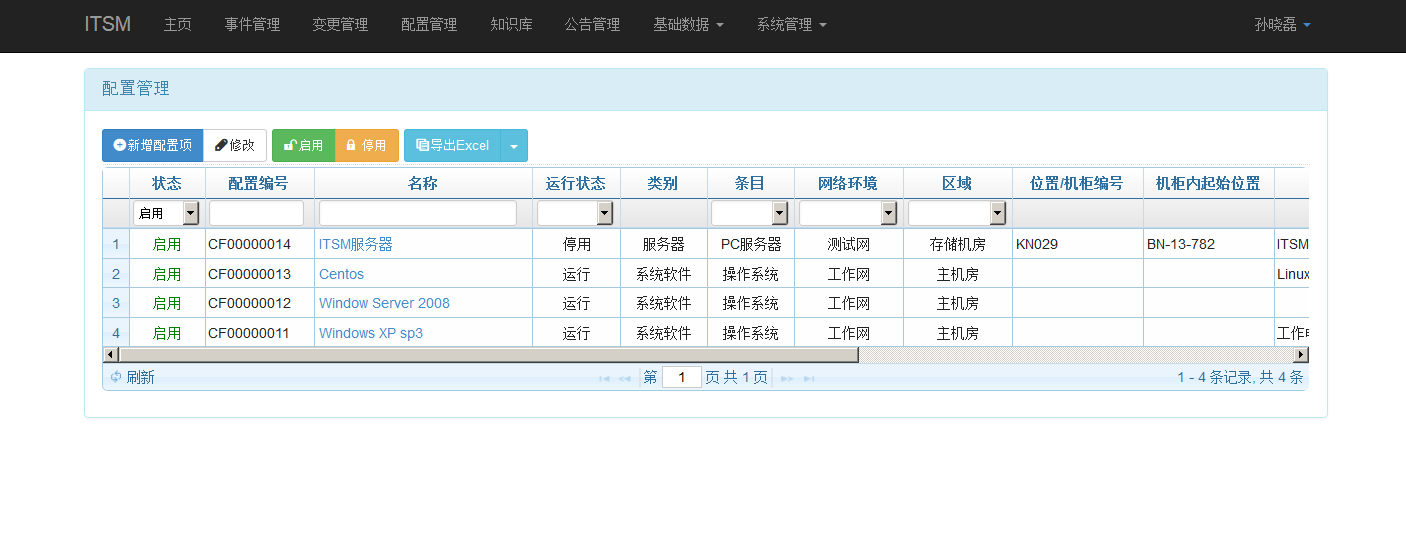 ITSM 主页 事件管理 变更管理 配置管理 知识库 公告管理 基础数据 系统管理 孙晓磊
配置管理
新增配置项 修改 启用 停用 导出Excel
状态 配置编号 名称 运行状态 类别 条目 网络环境 区域 位置/机柜编号 机柜内起始位置
启用
1 启用 CF00000014 ITSM服务器 停用 服务器 PC服务器 测试网 存储机房 KN029 BN-13-782 ITSM
2 启用 CF00000013 Centos 运行 系统软件 操作系统 工作网 主机房 Linux
3 启用 CF00000012 Window Server 2008 运行 系统软件 操作系统 工作网 主机房
4 启用 CF00000011 Windows XP sp3 运行 系统软件 操作系统 工作网 主机房 工作
刷新 第 1 页 共 1 页 1 - 4 条记录, 共 4 条